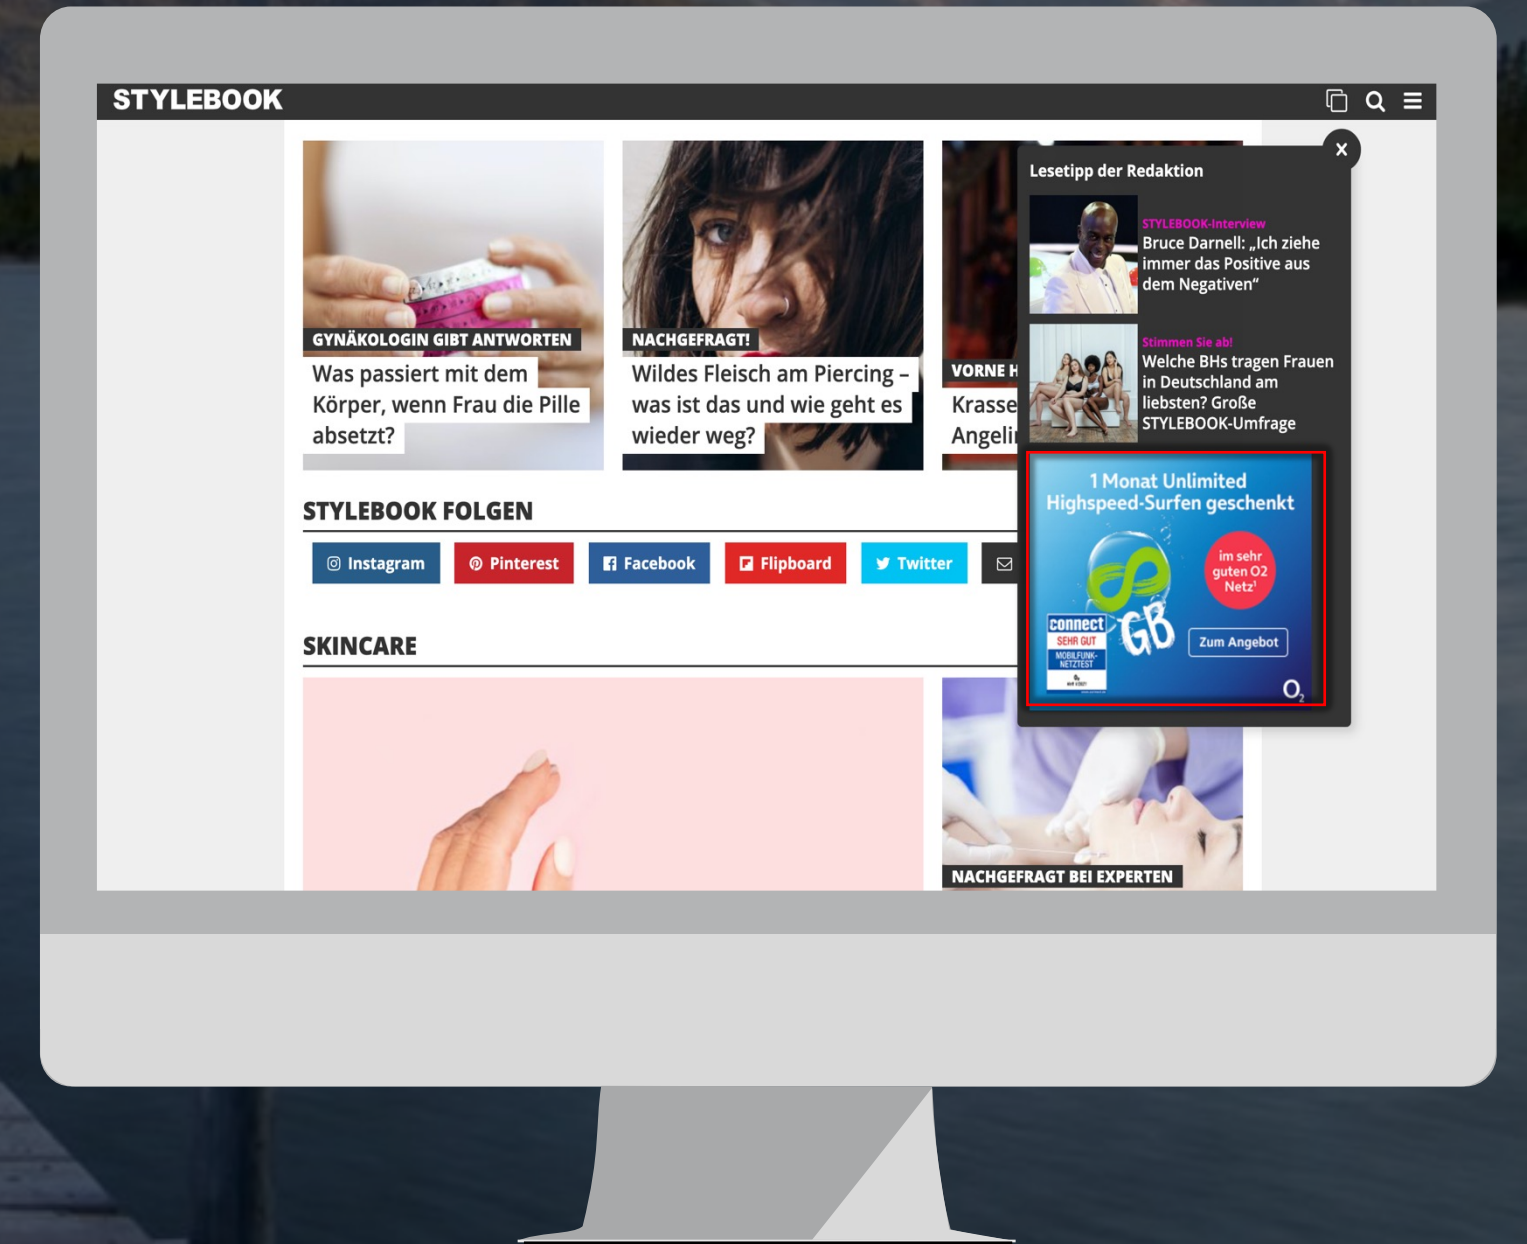 STYLEBOOK
GYNÄKOLOGIN GIBT ANTWORTEN
Was passiert mit dem
Körper, wenn Frau die Pille
absetzt?
NACHGEFRAGT!
Wildes Fleisch am Piercing –
was ist das und wie geht es
wieder weg?
VORNE H
Krasse
Angelin
Lesetipp der Redaktion
STYLEBOOK-Interview
Bruce Darnell: „Ich ziehe
immer das Positive aus
dem Negativen“
Stimmen Sie ab!
Welche BHs tragen Frauen
in Deutschland am
liebsten? Große
STYLEBOOK-Umfrage
1 Monat Unlimited
Highspeed-Surfen geschenkt
im sehr
guten O2
Netz¹
GB
connect
SEHR GUT
MOBILFUNK-
NETZTEST
Zum Angebot
O₂
STYLEBOOK FOLGEN
Instagram
Pinterest
Facebook
Flipboard
Twitter
SKINCARE
NACHGEFRAGT BEI EXPERTEN